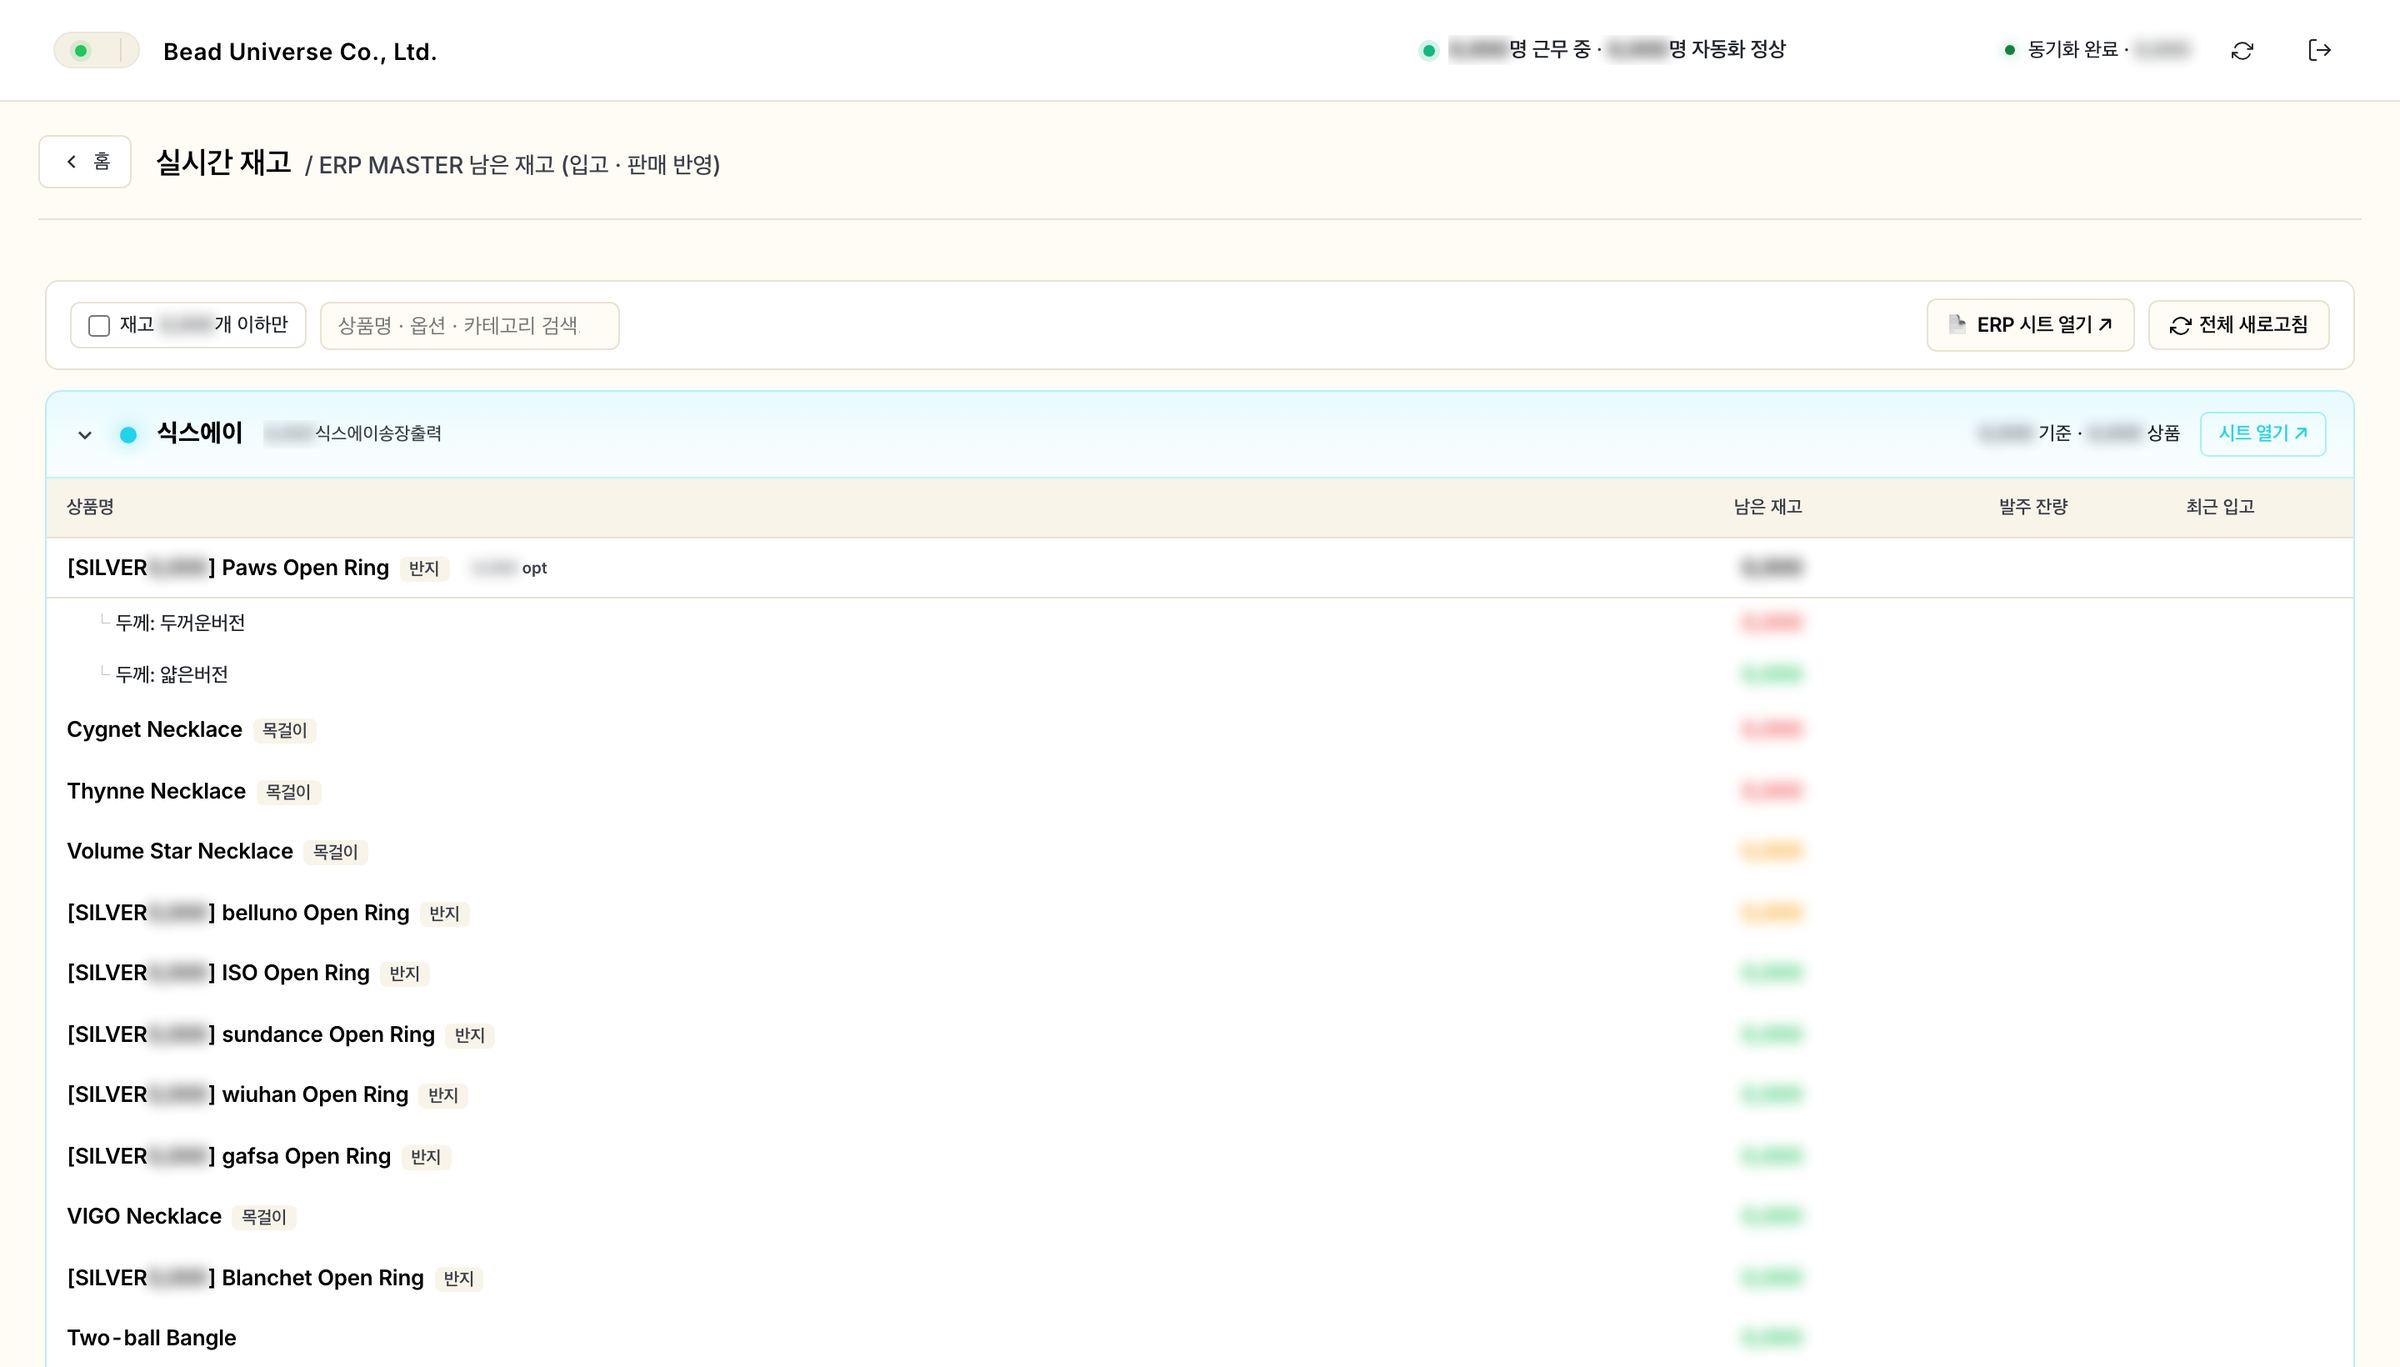 Bead Universe Co., Ltd.
명 근무 중 · 명 자동화 정상
동기화 완료 ·
홈
실시간 재고 / ERP MASTER 남은 재고 (입고 · 판매 반영)
재고 개 이하만
상품명 · 옵션 · 카테고리 검색.
ERP 시트 열기 ↗
전체 새로고침
식스에이 식스에이송장출력
기준 · 상품
시트 열기 ↗
상품명 남은 재고 발주 잔량 최근 입고
[SILVER ] Paws Open Ring 반지 opt
└ 두께: 두꺼운버전
└ 두께: 얇은버전
Cygnet Necklace 목걸이
Thynne Necklace 목걸이
Volume Star Necklace 목걸이
[SILVER ] belluno Open Ring 반지
[SILVER ] ISO Open Ring 반지
[SILVER ] sundance Open Ring 반지
[SILVER ] wiuhan Open Ring 반지
[SILVER ] gafsa Open Ring 반지
VIGO Necklace 목걸이
[SILVER ] Blanchet Open Ring 반지
Two-ball Bangle